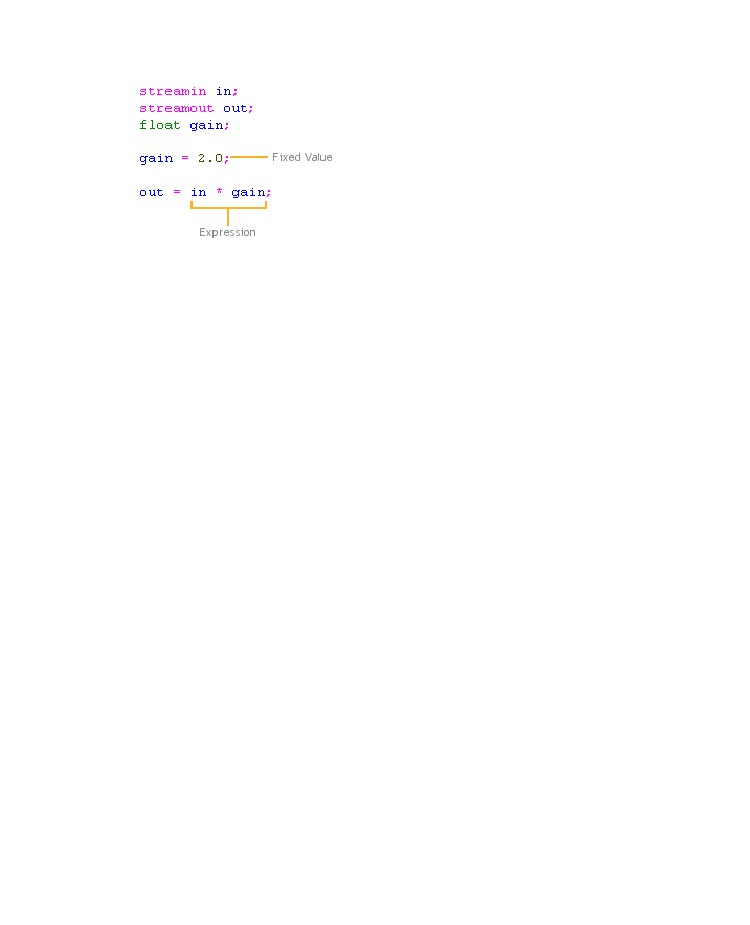 streamin in;
streamout out;
float gain;
gain = 2.0;
Fixed Value
out = in * gain;
Expression